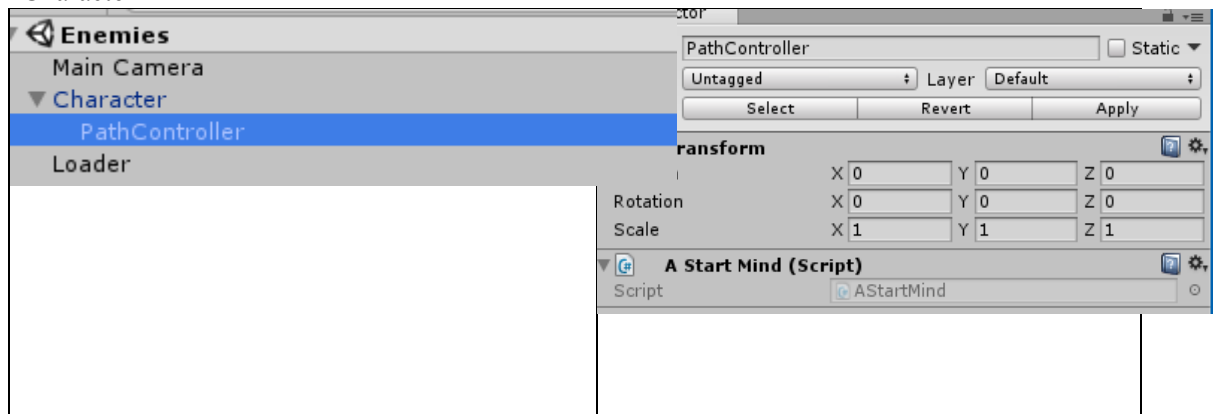 Enemies
Main Camera
Character
PathController
Loader
PathController
Static
Untagged
Layer
Default
Select
Revert
Apply
ransform
X 0
Y 0
Z 0
Rotation
X 0
Y 0
Z 0
Scale
X 1
Y 1
Z 1
A Start Mind (Script)
Script
AStartMind